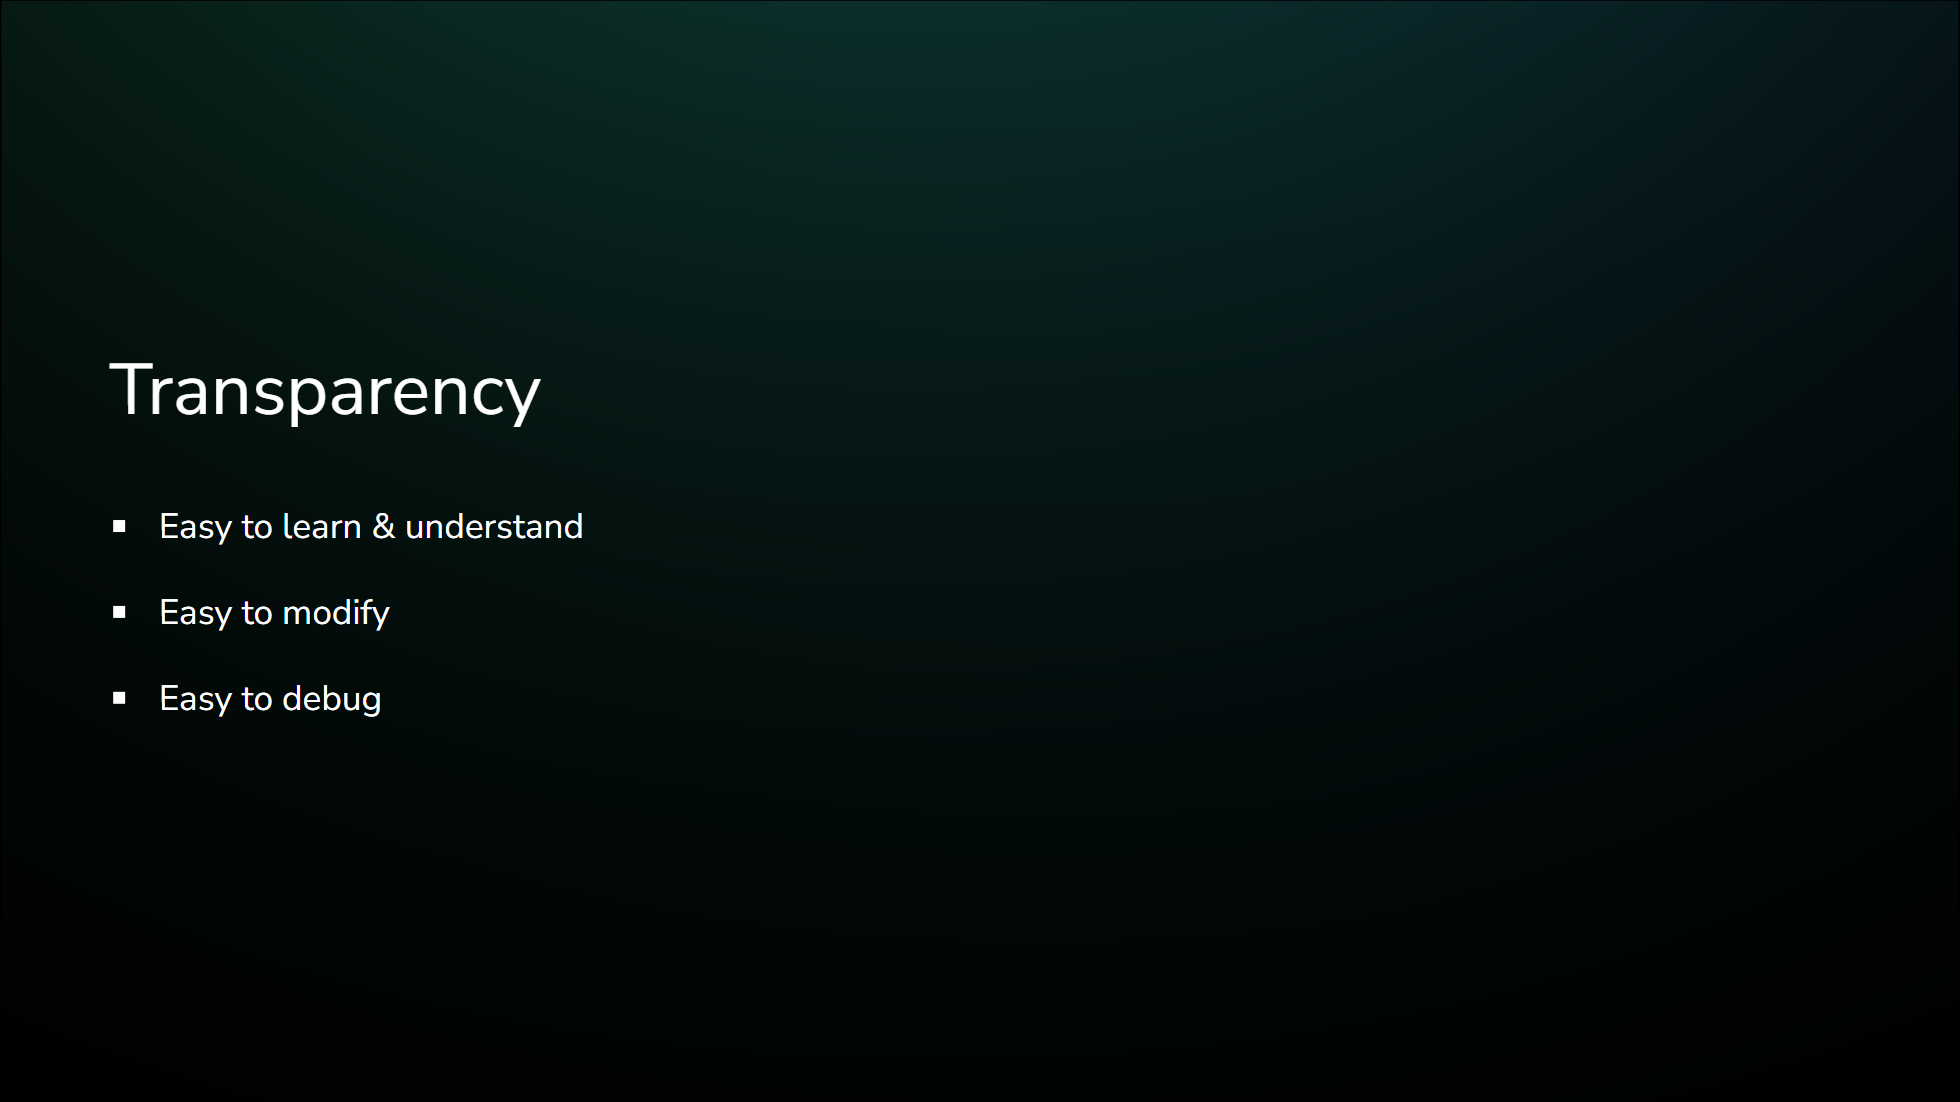 Transparency
▪ Easy to learn & understand
▪ Easy to modify
▪ Easy to debug